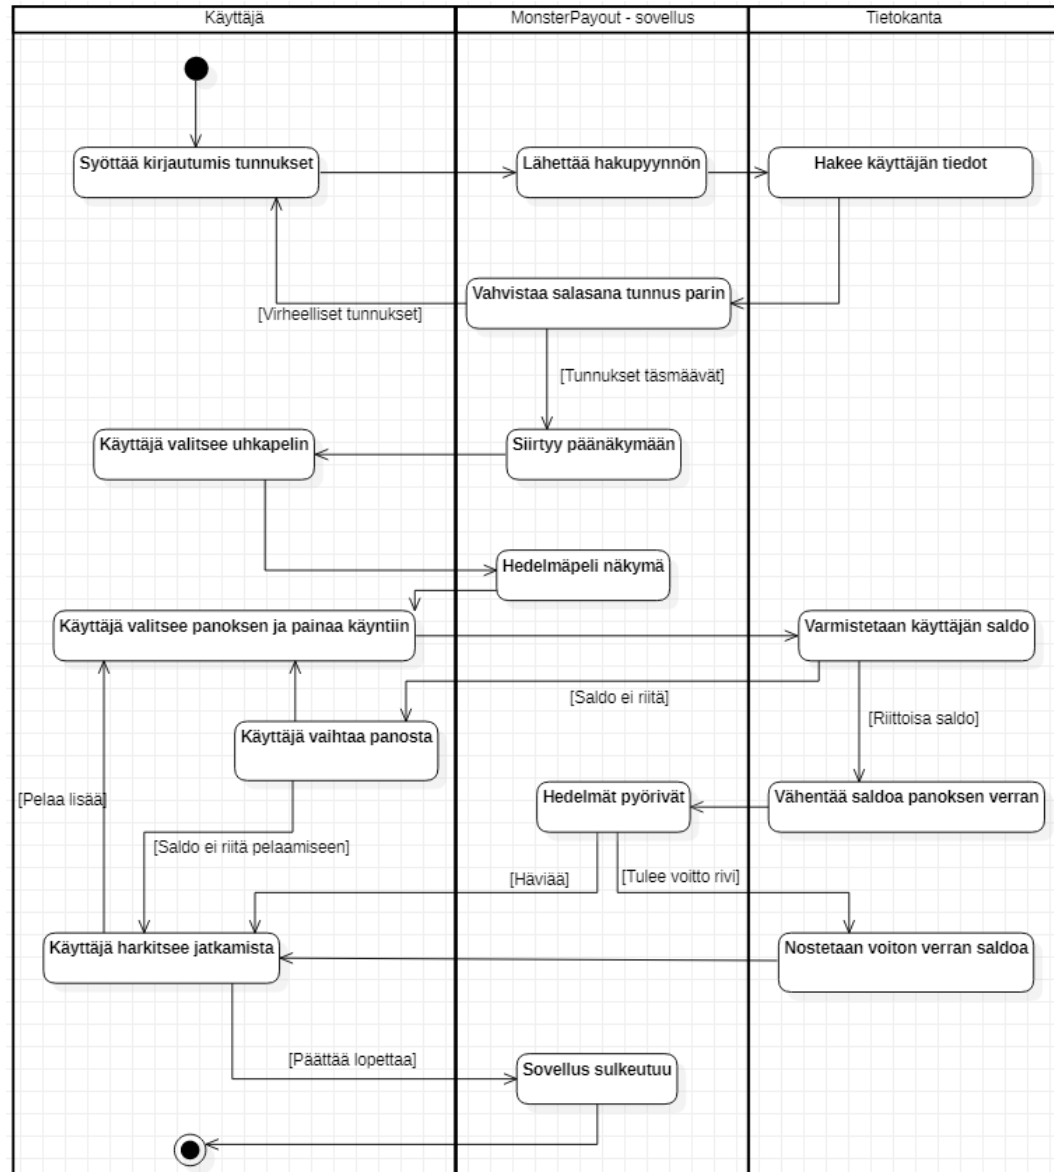 Käyttäjä
MonsterPayout - sovellus
Tietokanta
Syöttää kirjautumis tunnukset
Lähettää hakupyynnön
Hakee käyttäjän tiedot
Vahvistaa salasana tunnus parin
[Virheelliset tunnukset]
[Tunnukset täsmäävät]
Käyttäjä valitsee uhkapelin
Siirtyy päänäkymään
Hedelmäpeli näkymä
Käyttäjä valitsee panoksen ja painaa käyntiin
Varmistetaan käyttäjän saldo
[Saldo ei riitä]
[Riittoisa saldo]
Käyttäjä vaihtaa panosta
[Pelaa lisää]
Hedelmät pyörivät
Vähentää saldoa panoksen verran
[Saldo ei riitä pelaamiseen]
[Häviää]
[Tulee voitto rivi]
Käyttäjä harkitsee jatkamista
Nostetaan voiton verran saldoa
[Päättää lopettaa]
Sovellus sulkeutuu